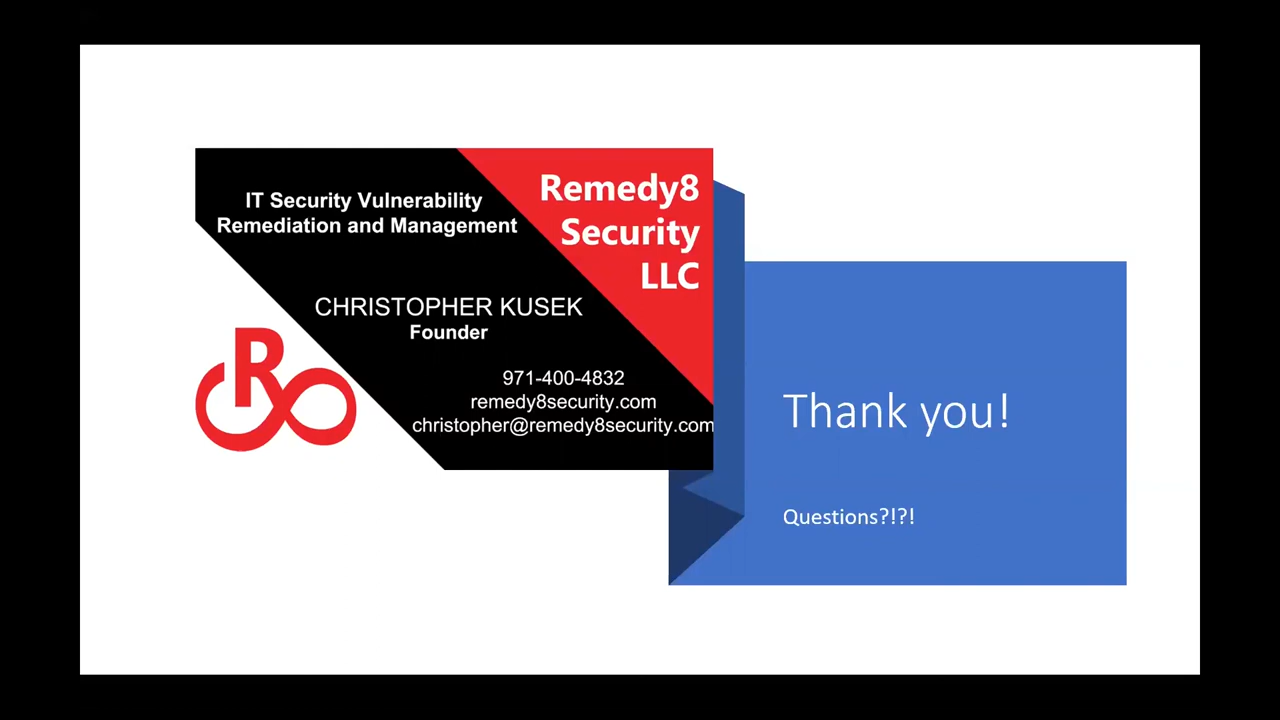 IT Security Vulnerability
Remediation and Management
Remedy8
Security
LLC
CHRISTOPHER KUSEK
Founder
971-400-4832
remedy8security.com
christopher@remedy8security.com
R
Thank you!
Questions?!?!